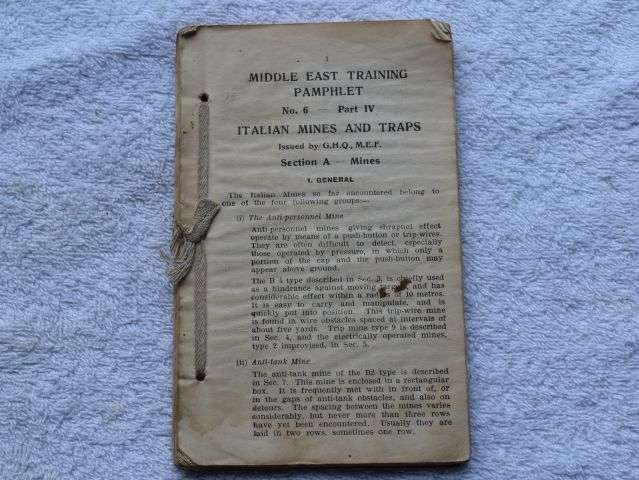 1
MIDDLE EAST TRAINING
PAMPHLET
No. 6 — Part IV
ITALIAN MINES AND TRAPS
Issued by G.H.Q., M.E.F.
Section A — Mines
1. GENERAL
The Italian Mines so far encountered belong to
one of the four following groups:—
(i) The Anti-personnel Mine
Anti-personnel mines giving shrapnel effect
operate by means of a push-button or trip-wires.
They are often difficult to detect, especially
those operated by pressure, in which only a
portion of the cap and the push-button may
appear above ground.
The B 4 type described in Sec. 3, is chiefly used
as a hindrance against moving and has
considerable effect within a radius of 10 metres.
It is easy to carry and manipulate, and is
quickly put into position. This trip-wire mine
is found in wire obstacles spaced at intervals of
about five yards. Trip mine type 9 is described
in Sec. 4, and the electrically operated mines,
type 2 improvised, in Sec. 5.
(ii) Anti-tank Mine
The anti-tank mine of the B2 type is described
in Sec. 7. This mine is enclosed in a rectangular
box. It is frequently met with in front of, or
in the gaps of anti-tank obstacles, and also on
detours. The spacing between the mines varies
considerably, but never more than three rows
have yet been encountered. Usually they are
laid in two rows, sometimes one row.